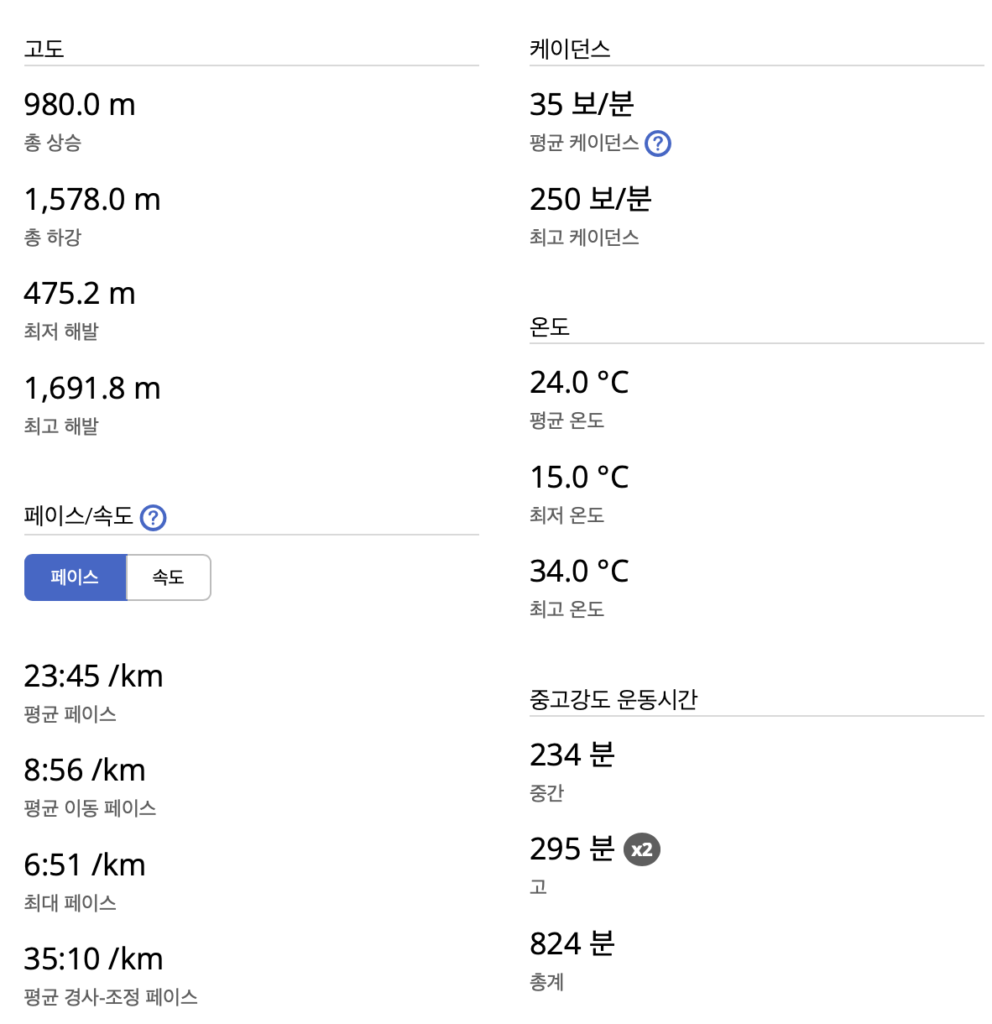 고도
980.0 m
총 상승
1,578.0 m
총 하강
475.2 m
최저 해발
1,691.8 m
최고 해발
페이스/속도 ?
페이스 속도
23:45 /km
평균 페이스
8:56 /km
평균 이동 페이스
6:51 /km
최대 페이스
35:10 /km
평균 경사-조정 페이스
케이던스
35 보/분
평균 케이던스 ?
250 보/분
최고 케이던스
온도
24.0 °C
평균 온도
15.0 °C
최저 온도
34.0 °C
최고 온도
중고강도 운동시간
234 분
중간
295 분 x2
고
824 분
총계